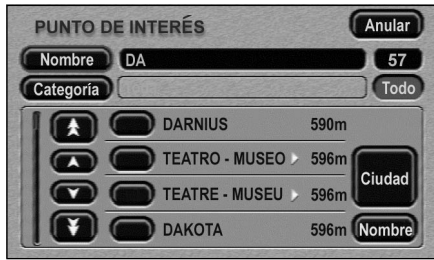 PUNTO DE INTERÉS Anular
Nombre DA 57
Categoría Todo
DARNIUS 590m
TEATRO - MUSEO 596m
TEATRE - MUSEU 596m
Ciudad
DAKOTA 596m Nombre